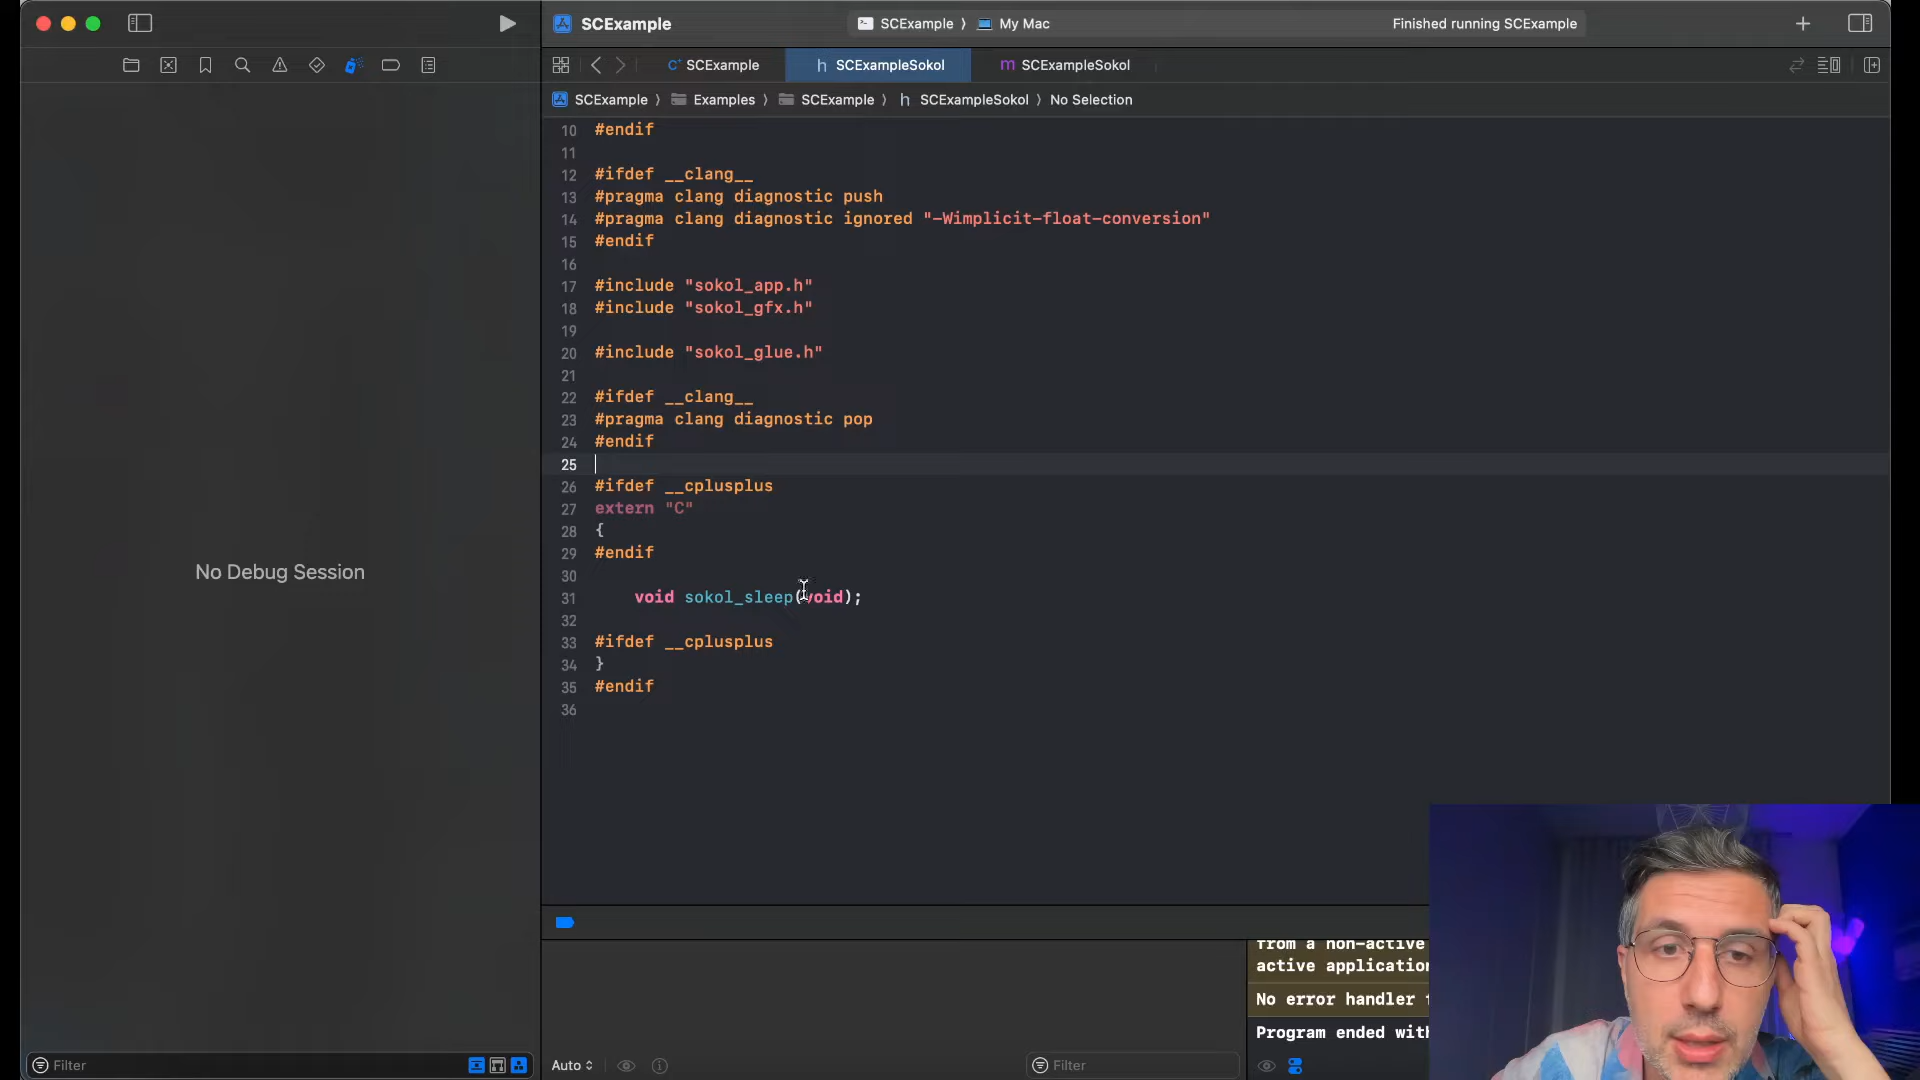 SCExample
SCExample
My Mac
Finished running SCExample
SCExample
SCExampleSokol
SCExampleSokol
SCExample
Examples
SCExample
h SCExampleSokol
No Selection
10 #endif
11
12 #ifdef __clang__
13 #pragma clang diagnostic push
14 #pragma clang diagnostic ignored "-Wimplicit-float-conversion"
15 #endif
16
17 #include "sokol_app.h"
18 #include "sokol_gfx.h"
19
20 #include "sokol_glue.h"
21
22 #ifdef __clang__
23 #pragma clang diagnostic pop
24 #endif
25
26 #ifdef __cplusplus
27 extern "C"
28 {
29 #endif
30
31 void sokol_sleep(void);
32
33 #ifdef __cplusplus
34 }
35 #endif
36
No Debug Session
from a non-active
active application
No error handler
Program ended with
Filter
Auto
Filter